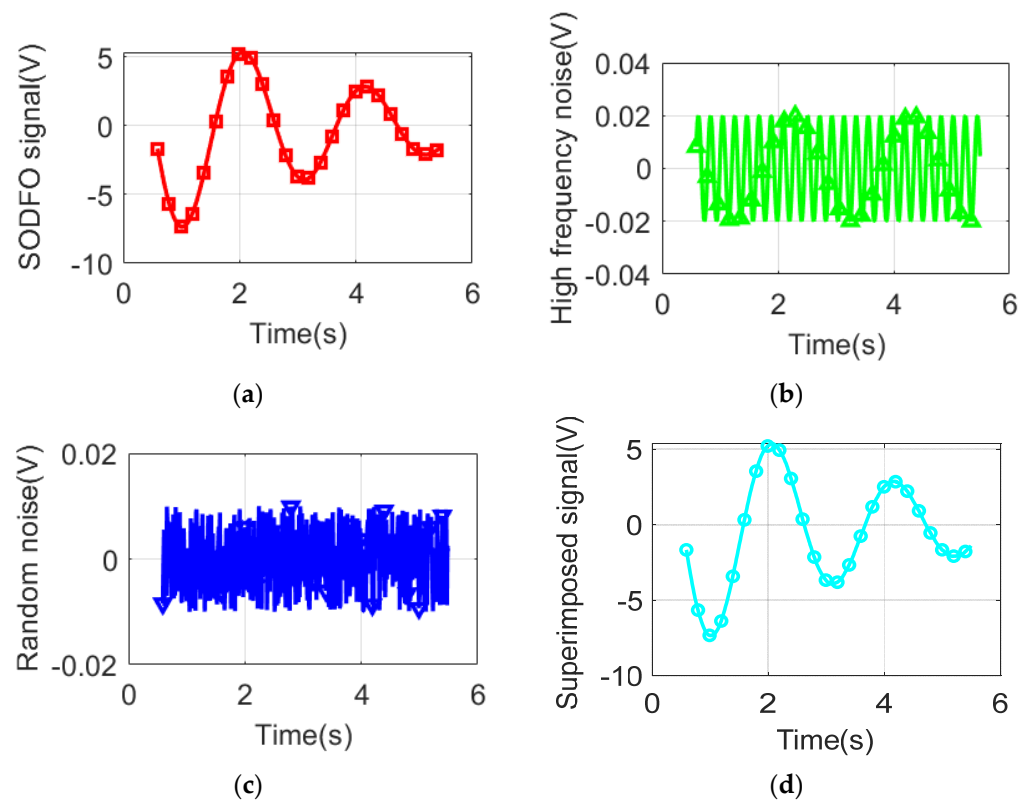 SODFO signal(V)
5
0
-5
-10
0
2
4
6
Time(s)
(a)
High frequency noise(V)
0.04
0.02
0
-0.02
-0.04
0
2
4
6
Time(s)
(b)
Random noise(V)
0.02
0
-0.02
0
2
4
6
Time(s)
(c)
Superimposed signal(V)
5
0
-5
-10
0
2
4
6
Time(s)
(d)